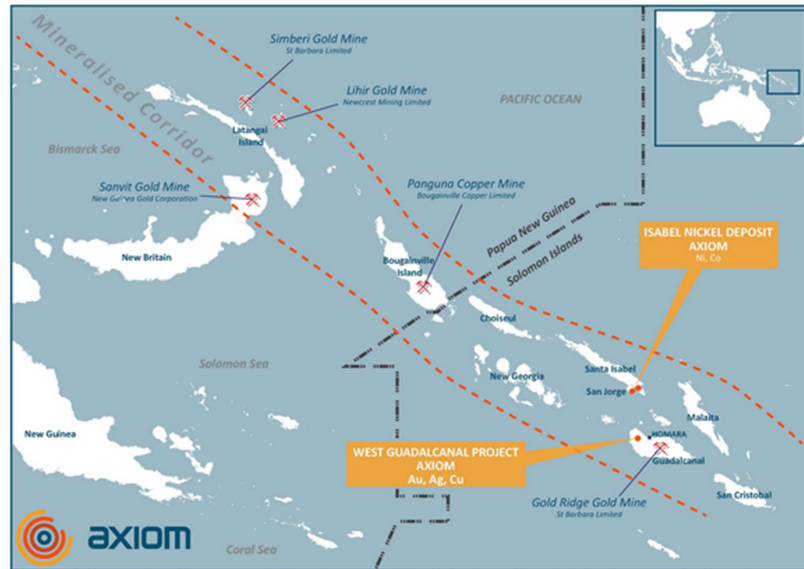 Simberi Gold Mine
St Barbara Limited
Lihir Gold Mine
Newcrest Mining Limited
PACIFIC OCEAN
Mineralised Corridor
Bismarck Sea
Latangai
Island
Sanvit Gold Mine
New Guinea Gold Corporation
Panguna Copper Mine
Bougainville Copper Limited
Papua New Guinea
Solomon Islands
ISABEL NICKEL DEPOSIT
AXIOM
Ni, Co
New Britain
Bougainville
Island
Choiseul
Solomon Sea
New Georgia
Santa Isabel
San Jorge
Malaita
New Guinea
WEST GUADALCANAL PROJECT
AXIOM
Au, Ag, Cu
HOMARA
Guadalcanal
San Cristobal
Gold Ridge Gold Mine
St Barbara Limited
axiom
Coral Sea